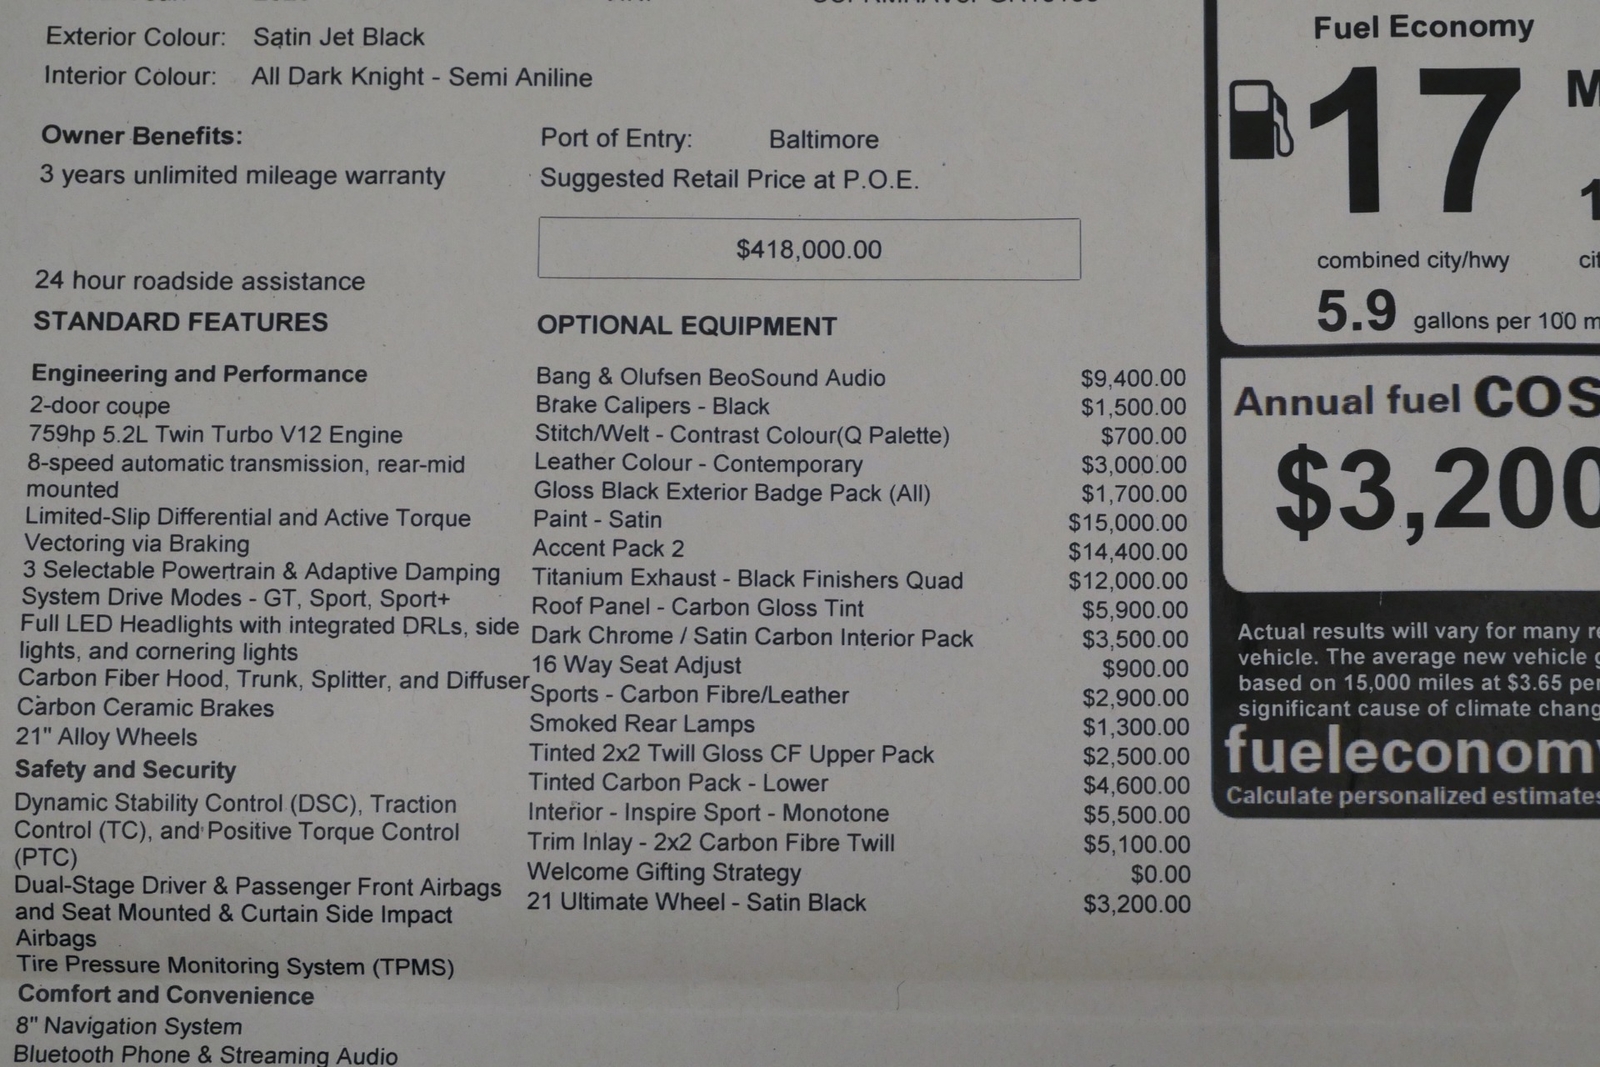 Exterior Colour: Satin Jet Black
Interior Colour: All Dark Knight - Semi Aniline
Owner Benefits:
3 years unlimited mileage warranty
24 hour roadside assistance
Port of Entry: Baltimore
Suggested Retail Price at P.O.E.
$418,000.00
STANDARD FEATURES
Engineering and Performance
2-door coupe
759hp 5.2L Twin Turbo V12 Engine
8-speed automatic transmission, rear-mid
mounted
Limited-Slip Differential and Active Torque
Vectoring via Braking
3 Selectable Powertrain & Adaptive Damping
System Drive Modes - GT, Sport, Sport+
Full LED Headlights with integrated DRLs, side
lights, and cornering lights
Carbon Fiber Hood, Trunk, Splitter, and Diffuser
Carbon Ceramic Brakes
21" Alloy Wheels
Safety and Security
Dynamic Stability Control (DSC), Traction
Control (TC), and Positive Torque Control
(PTC)
Dual-Stage Driver & Passenger Front Airbags
and Seat Mounted & Curtain Side Impact
Airbags
Tire Pressure Monitoring System (TPMS)
Comfort and Convenience
8" Navigation System
Bluetooth Phone & Streaming Audio
OPTIONAL EQUIPMENT
Bang & Olufsen BeoSound Audio $9,400.00
Brake Calipers - Black $1,500.00
Stitch/Welt - Contrast Colour(Q Palette) $700.00
Leather Colour - Contemporary $3,000.00
Gloss Black Exterior Badge Pack (All) $1,700.00
Paint - Satin $15,000.00
Accent Pack 2 $14,400.00
Titanium Exhaust - Black Finishers Quad $12,000.00
Roof Panel - Carbon Gloss Tint $5,900.00
Dark Chrome / Satin Carbon Interior Pack $3,500.00
16 Way Seat Adjust $900.00
Sports - Carbon Fibre/Leather $2,900.00
Smoked Rear Lamps $1,300.00
Tinted 2x2 Twill Gloss CF Upper Pack $2,500.00
Tinted Carbon Pack - Lower $4,600.00
Interior - Inspire Sport - Monotone $5,500.00
Trim Inlay - 2x2 Carbon Fibre Twill $5,100.00
Welcome Gifting Strategy $0.00
21 Ultimate Wheel - Satin Black $3,200.00
Fuel Economy
17 M
1
combined city/hwy cit
5.9 gallons per 100 m
Annual fuel COS
$3,200
Actual results will vary for many re
vehicle. The average new vehicle g
based on 15,000 miles at $3.65 per
significant cause of climate chang
fueleconomy
Calculate personalized estimates